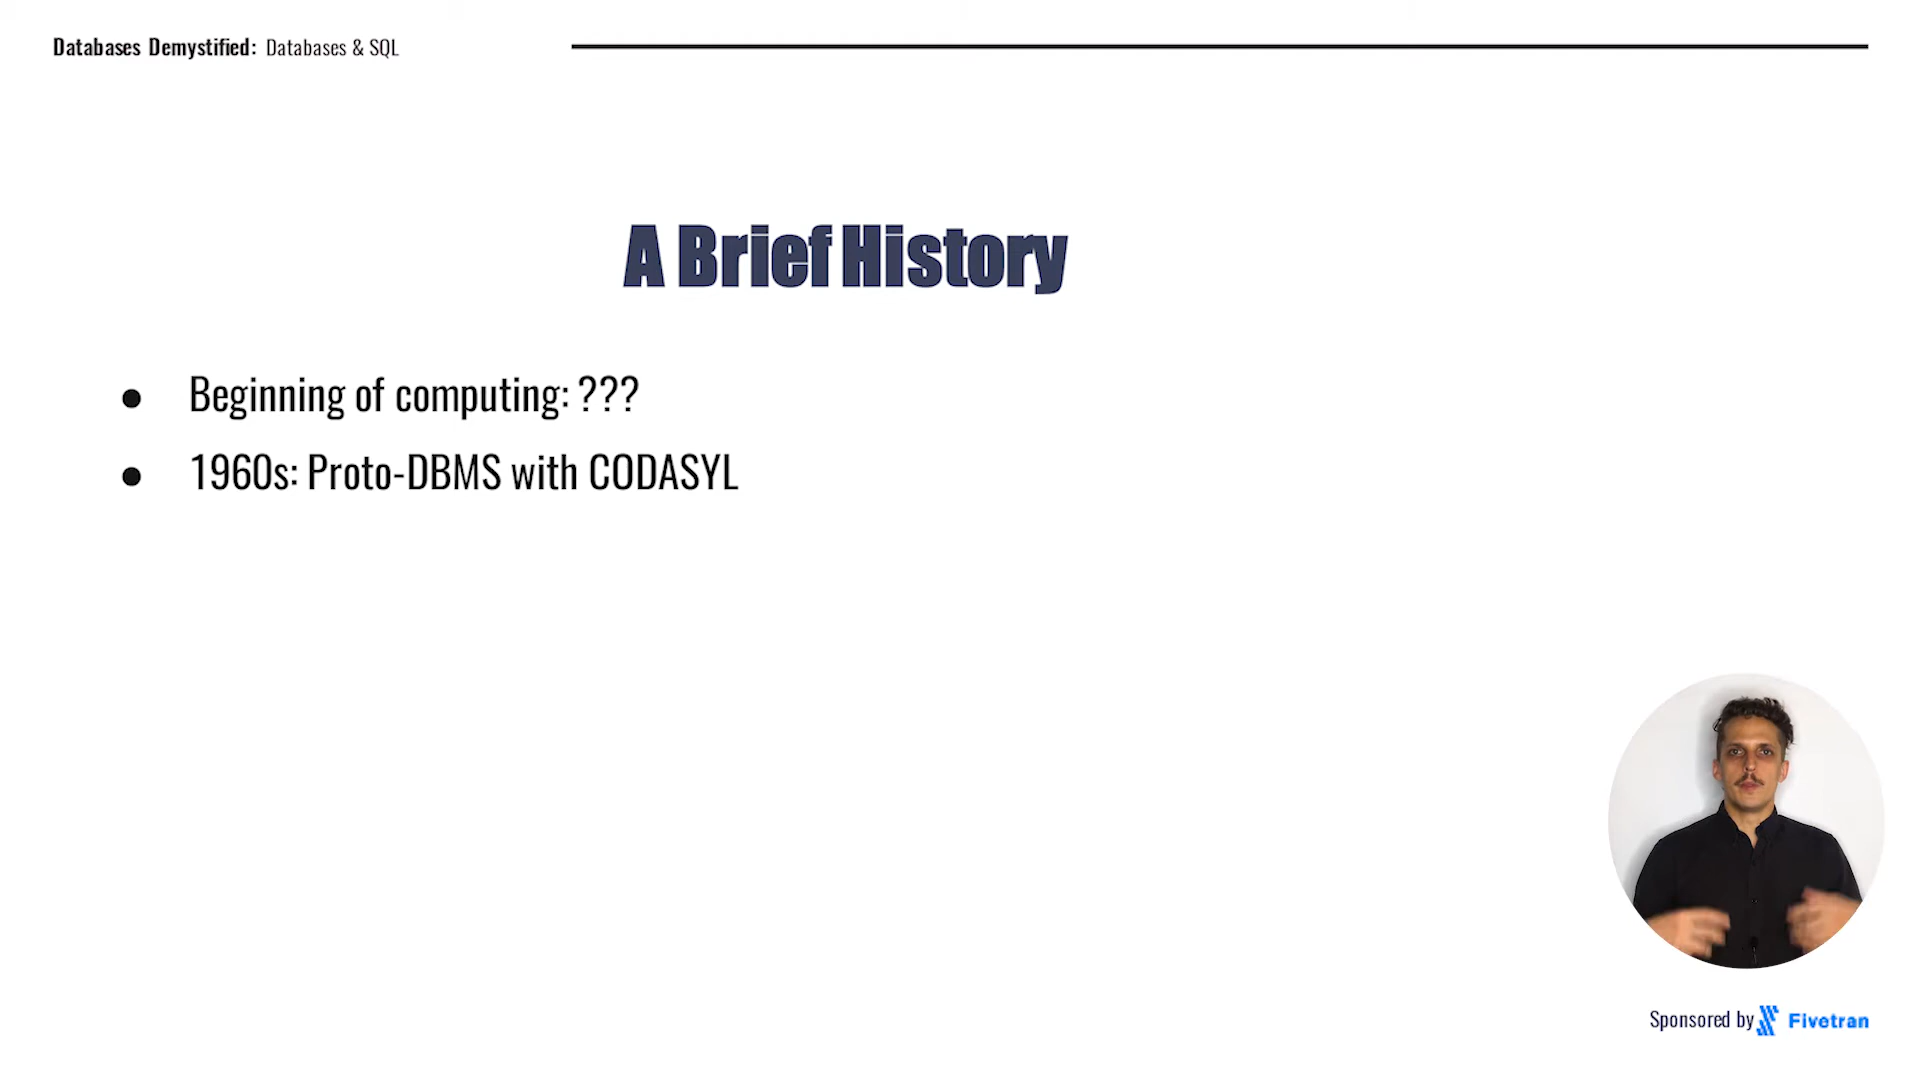 Databases Demystified: Databases & SQL
A Brief History
● Beginning of computing: ???
● 1960s: Proto-DBMS with CODASYL
Sponsored by Fivetran